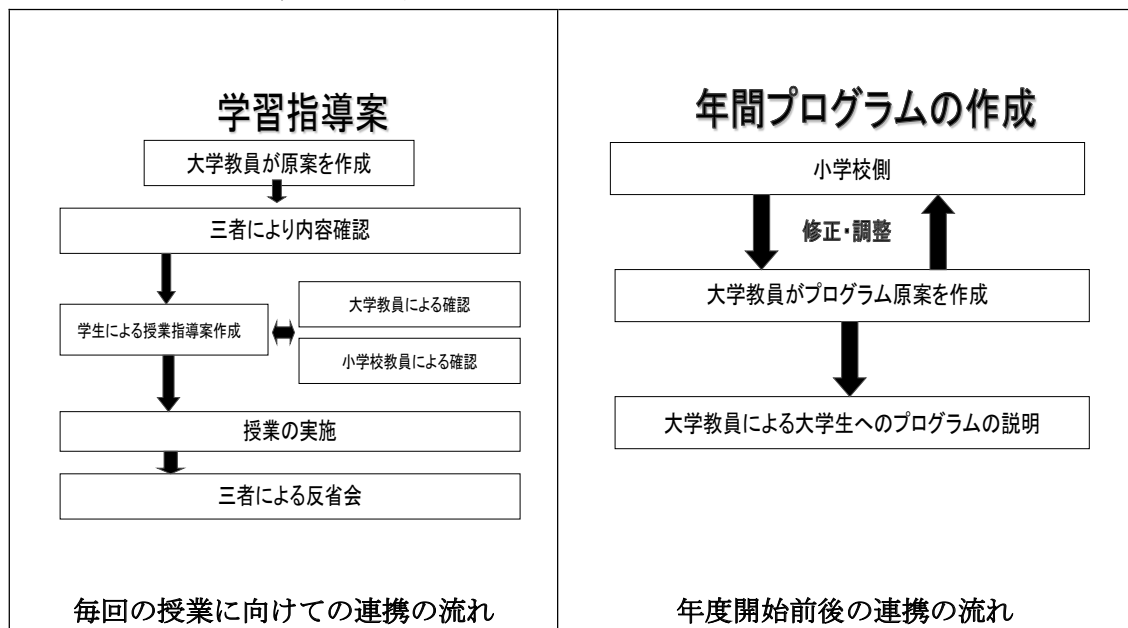 学習指導案
大学教員が原案を作成
三者により内容確認
学生による授業指導案作成
大学教員による確認
小学校教員による確認
授業の実施
三者による反省会
毎回の授業に向けての連携の流れ
年間プログラムの作成
小学校側
修正・調整
大学教員がプログラム原案を作成
大学教員による大学生へのプログラムの説明
年度開始前後の連携の流れ